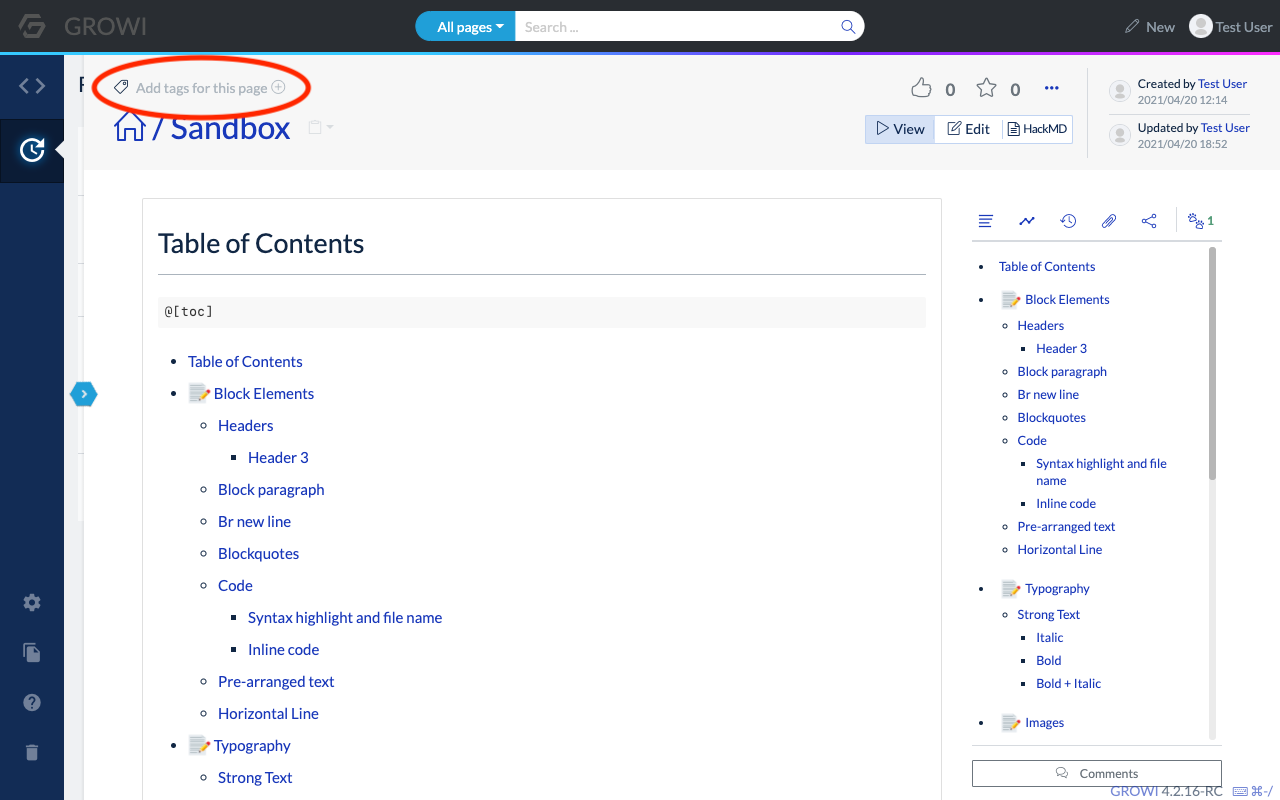 GROWI
All pages
Search ...
New
Test User
Add tags for this page
/ Sandbox
0
0
View
Edit
HackMD
Created by Test User
2021/04/20 12:14
Updated by Test User
2021/04/20 18:52
Table of Contents
@[toc]
Table of Contents
Block Elements
Headers
Header 3
Block paragraph
Br new line
Blockquotes
Code
Syntax highlight and file name
Inline code
Pre-arranged text
Horizontal Line
Typography
Strong Text
1
Table of Contents
Block Elements
Headers
Header 3
Block paragraph
Br new line
Blockquotes
Code
Syntax highlight and file
name
Inline code
Pre-arranged text
Horizontal Line
Typography
Strong Text
Italic
Bold
Bold + Italic
Images
Comments
GROWI 4.2.16-RC ⌘-/